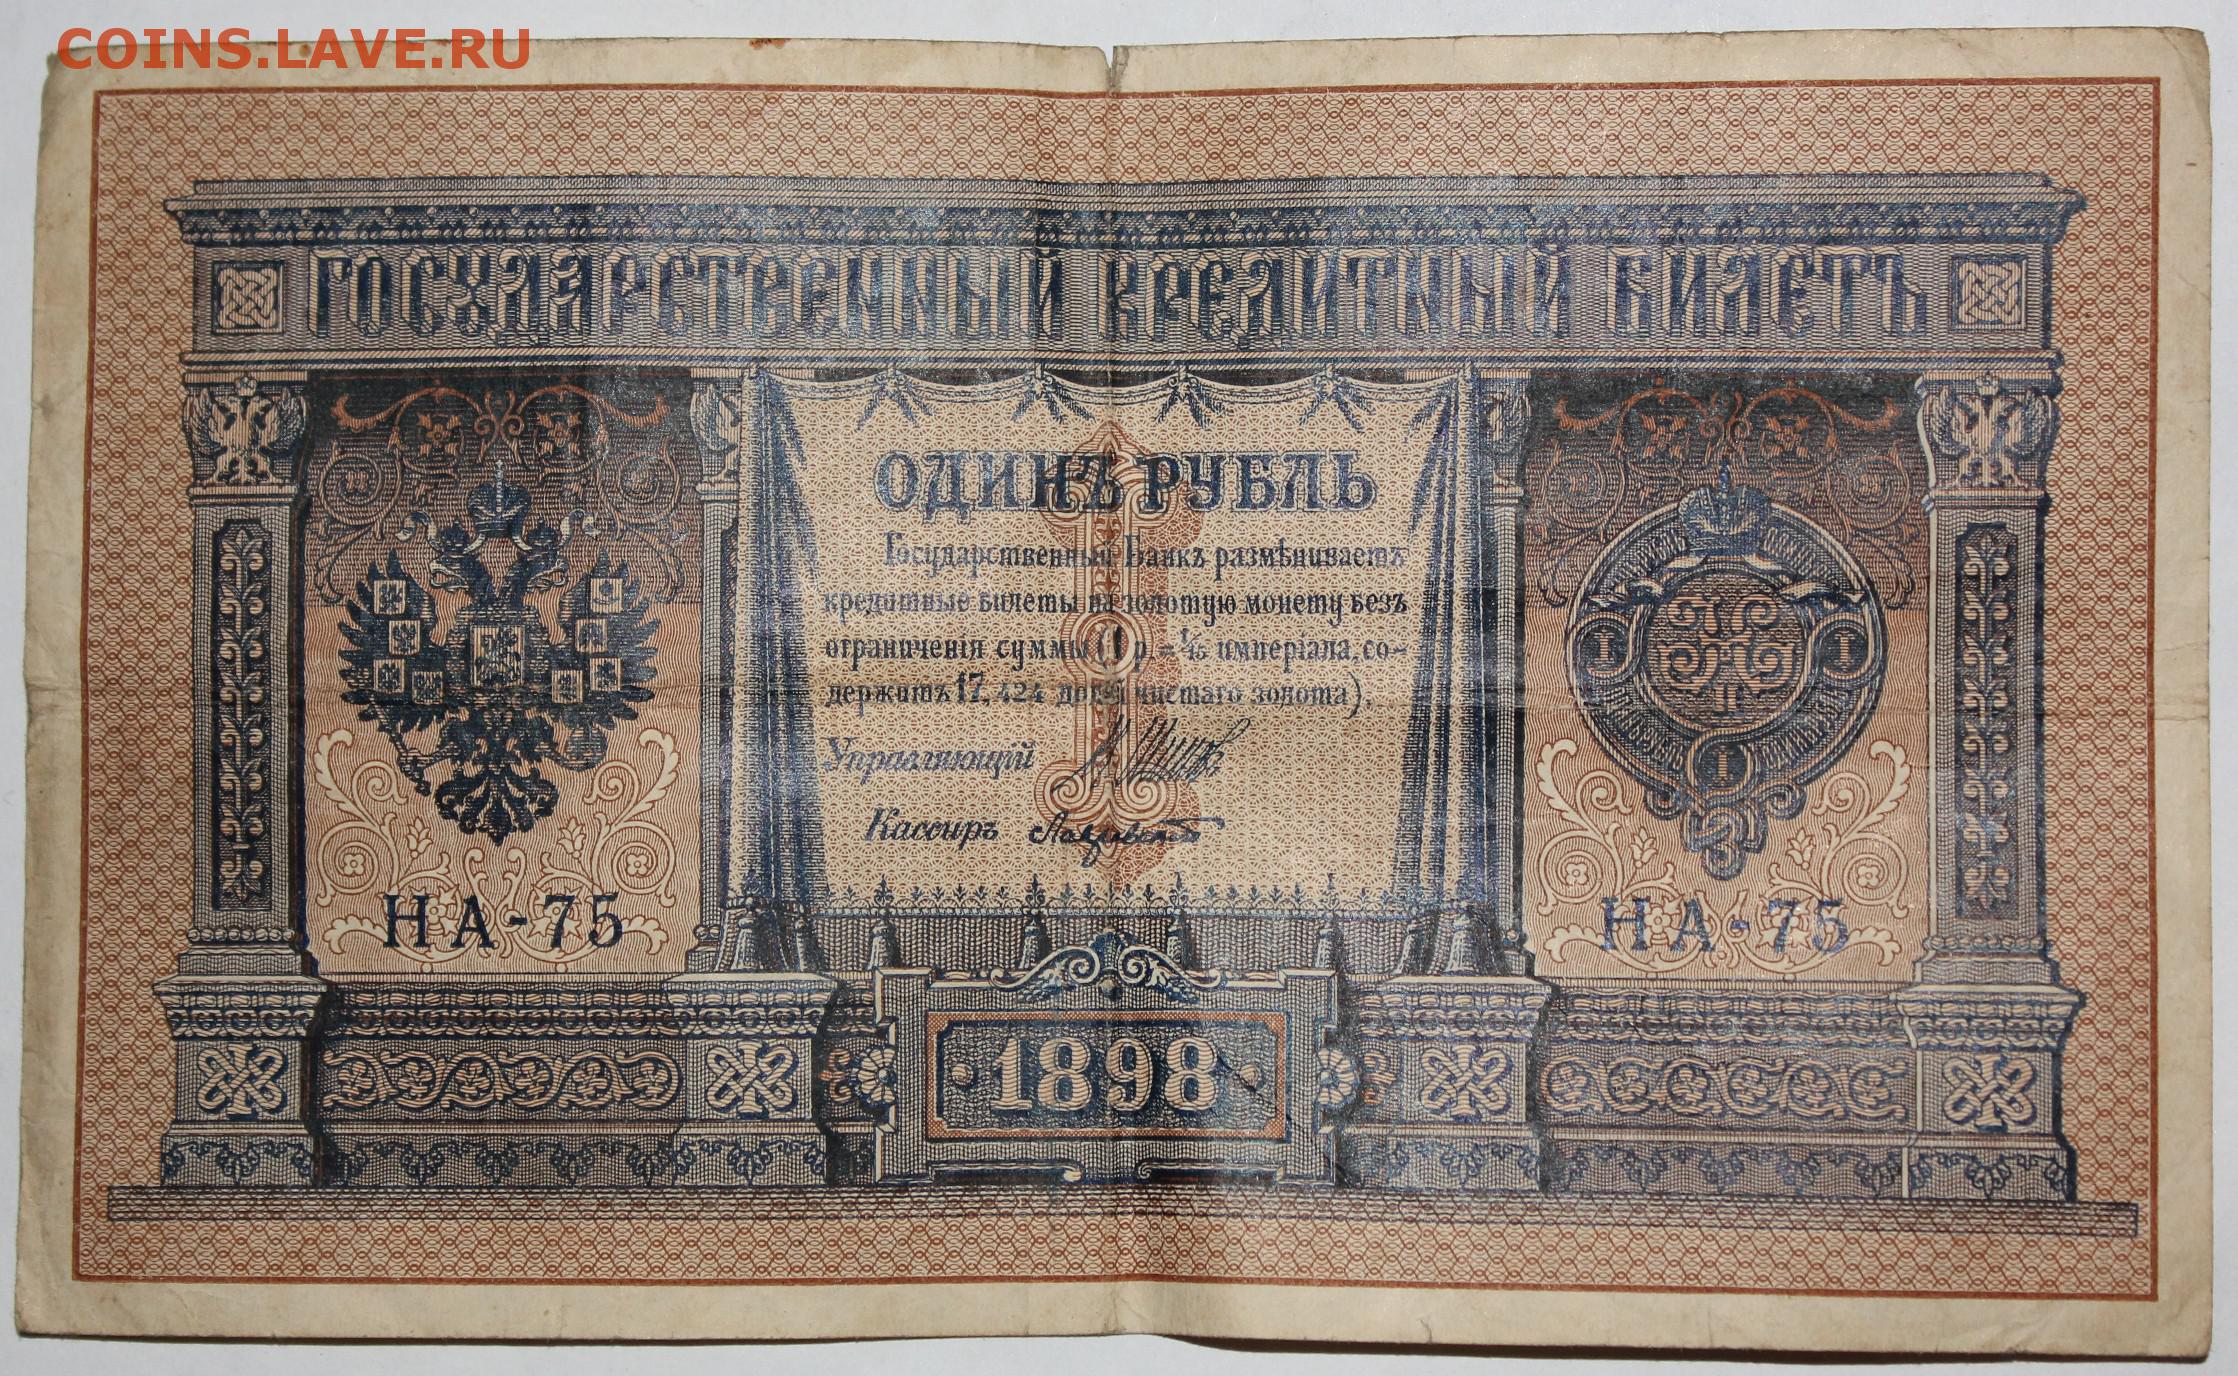 COINS.LAVE.RU
ГОСУДАРСТВЕННЫЙ КРЕДИТНЫЙ БИЛЕТЪ
ОДИНЪ РУБЛЬ
Государственный Банкъ размѣниваетъ
кредитные билеты на золотую монету безъ
ограниченія суммы (1 р. = 1/15 имперіала, со-
держитъ 17,424 долей чистаго золота).
Управляющій
Кассиръ
НА-75
НА-75
1898